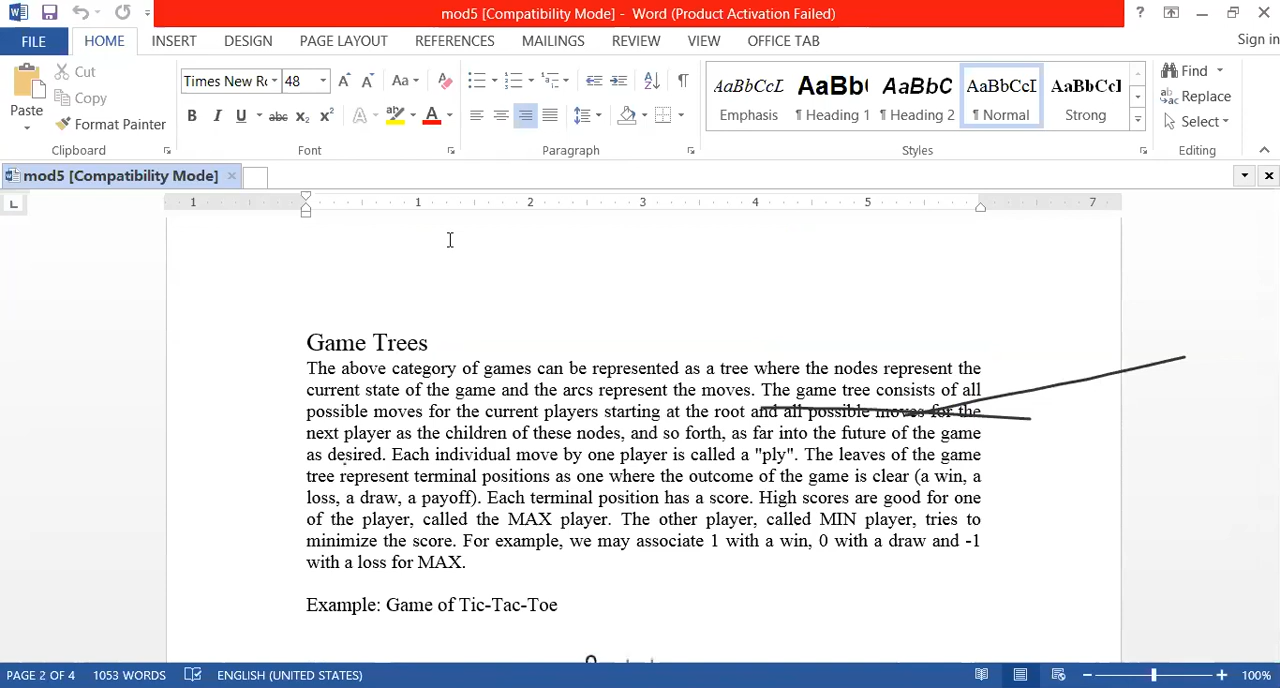 mod5 [Compatibility Mode] - Word (Product Activation Failed)
?
FILE HOME INSERT DESIGN PAGE LAYOUT REFERENCES MAILINGS REVIEW VIEW OFFICE TAB Sign in
Paste
Cut
Copy
Format Painter
Clipboard
Times New 48 Aa
B I U abc x₂ x² A A
Font
Paragraph
AaBbCcL Emphasis
AaBb( ¶ Heading 1
AaBbC ¶ Heading 2
AaBbCcI ¶ Normal
AaBbCcI Strong
Styles
Find
Replace
Select
Editing
mod5 [Compatibility Mode]
1 1 2 3 4 5 7
Game Trees
The above category of games can be represented as a tree where the nodes represent the
current state of the game and the arcs represent the moves. The game tree consists of all
possible moves for the current players starting at the root and all possible moves for the
next player as the children of these nodes, and so forth, as far into the future of the game
as desired. Each individual move by one player is called a "ply". The leaves of the game
tree represent terminal positions as one where the outcome of the game is clear (a win, a
loss, a draw, a payoff). Each terminal position has a score. High scores are good for one
of the player, called the MAX player. The other player, called MIN player, tries to
minimize the score. For example, we may associate 1 with a win, 0 with a draw and -1
with a loss for MAX.
Example: Game of Tic-Tac-Toe
PAGE 2 OF 4 1053 WORDS ENGLISH (UNITED STATES) 100%